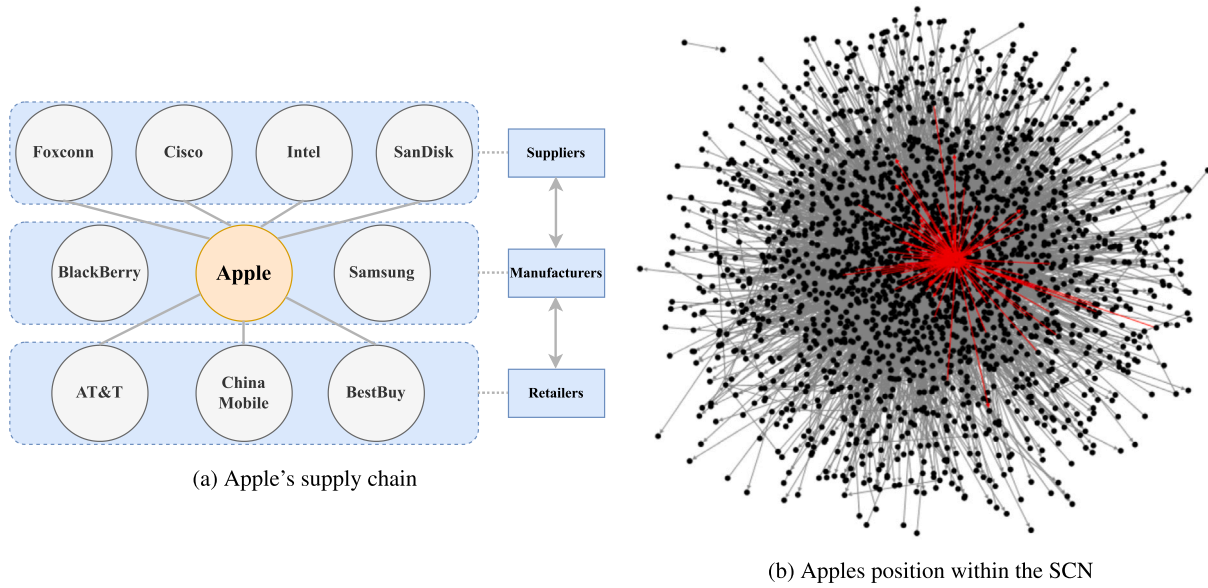 Foxconn
Cisco
Intel
SanDisk
Suppliers
BlackBerry
Apple
Samsung
Manufacturers
AT&T
China
Mobile
BestBuy
Retailers
(a) Apple's supply chain
(b) Apples position within the SCN